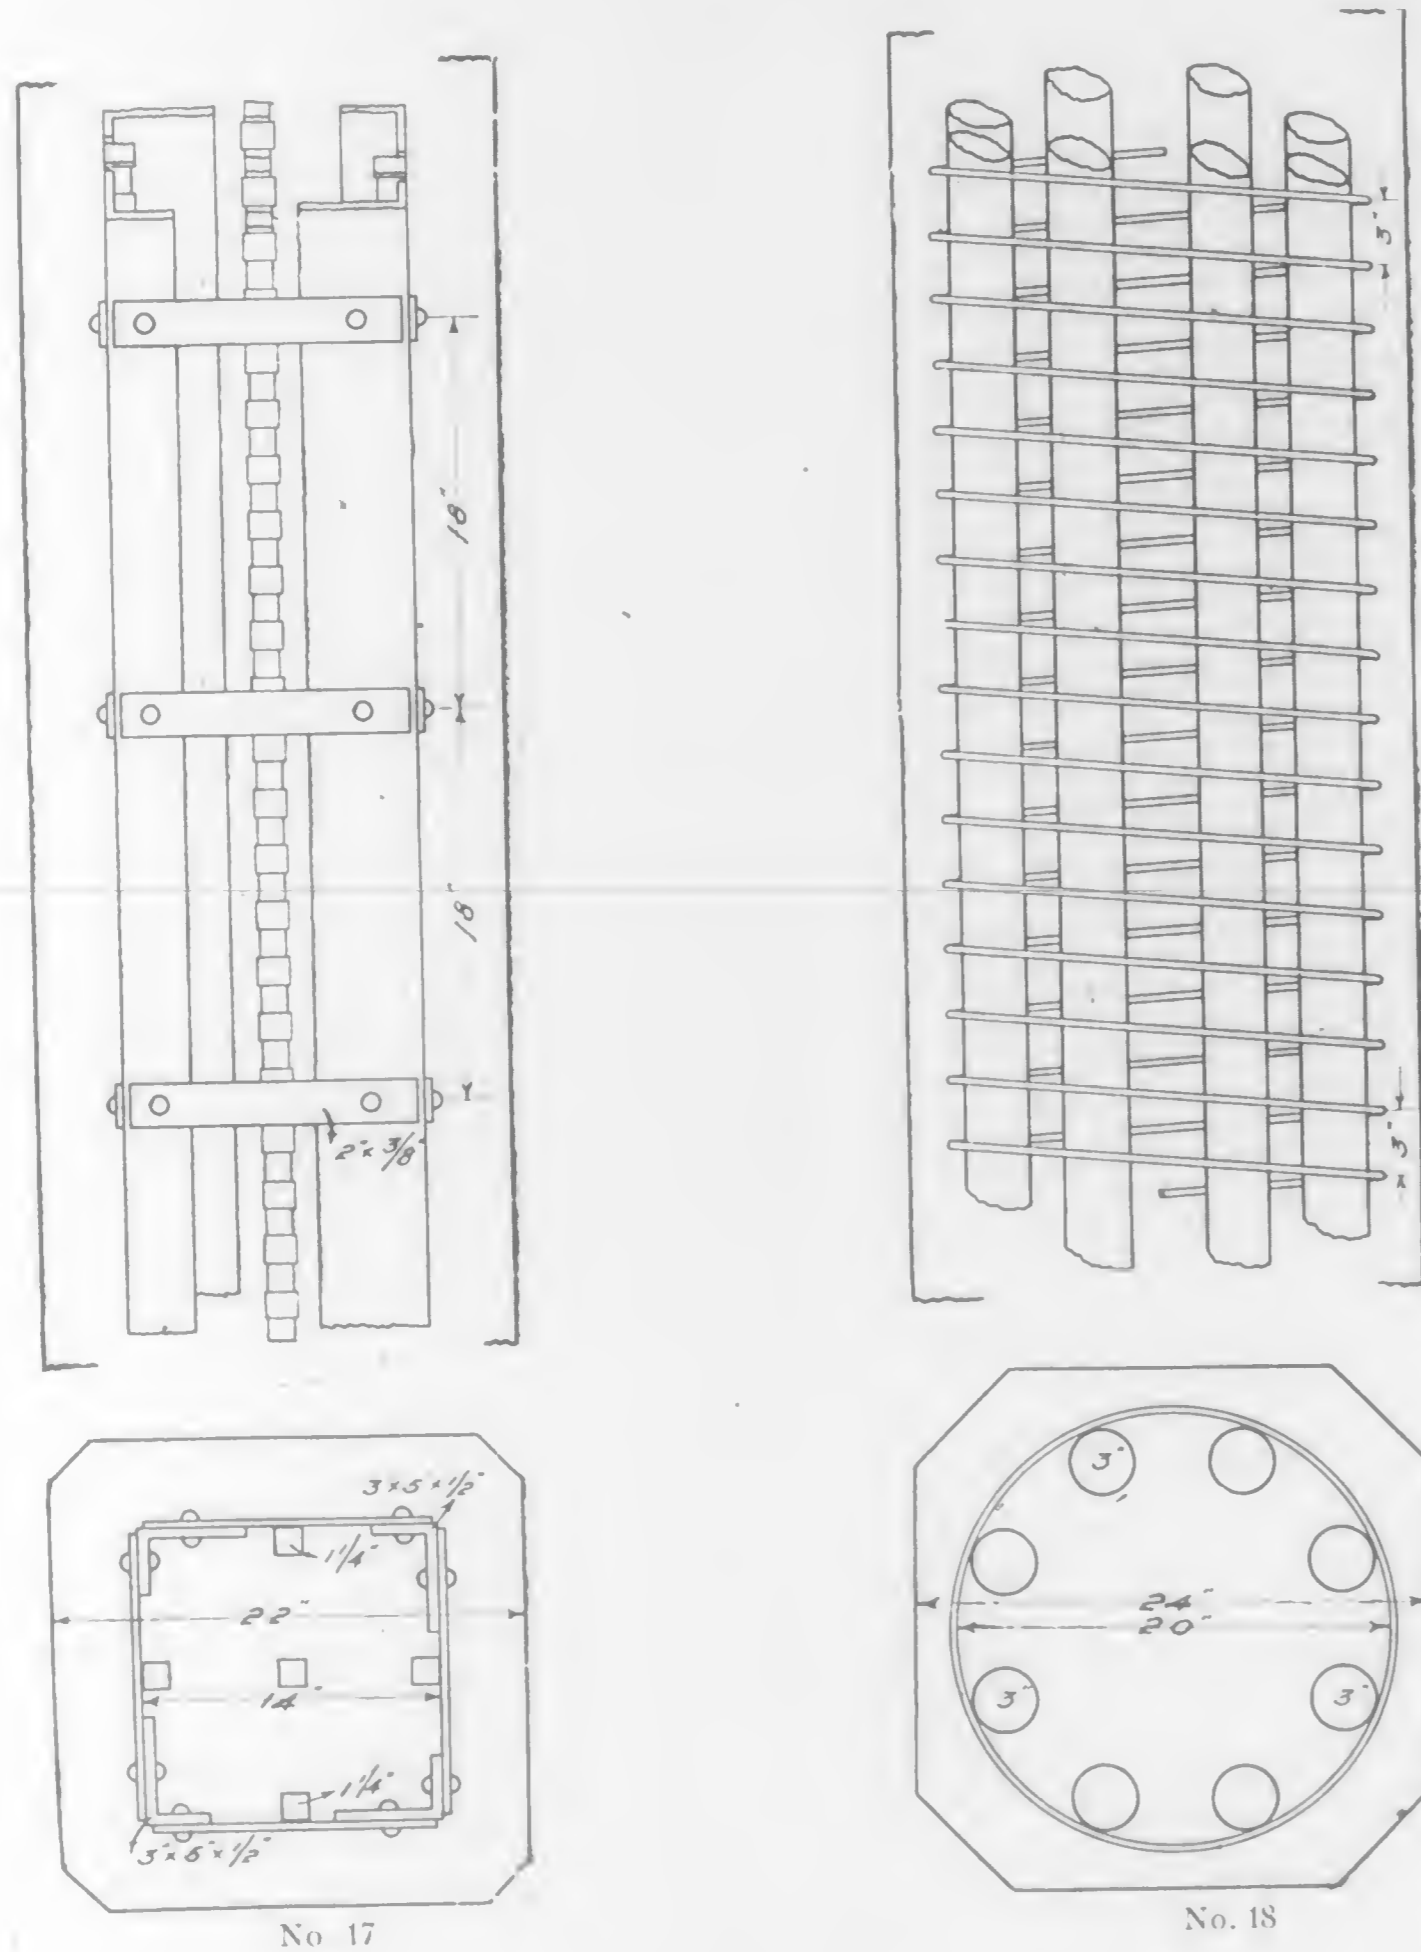 3"
18"
18"
2" × 3/8"
3"
3 × 5 × 1/2"
1 1/4"
22"
14"
1 1/4"
3" × 5" × 1/2"
No 17
3"
24"
20"
3"
3"
No. 18